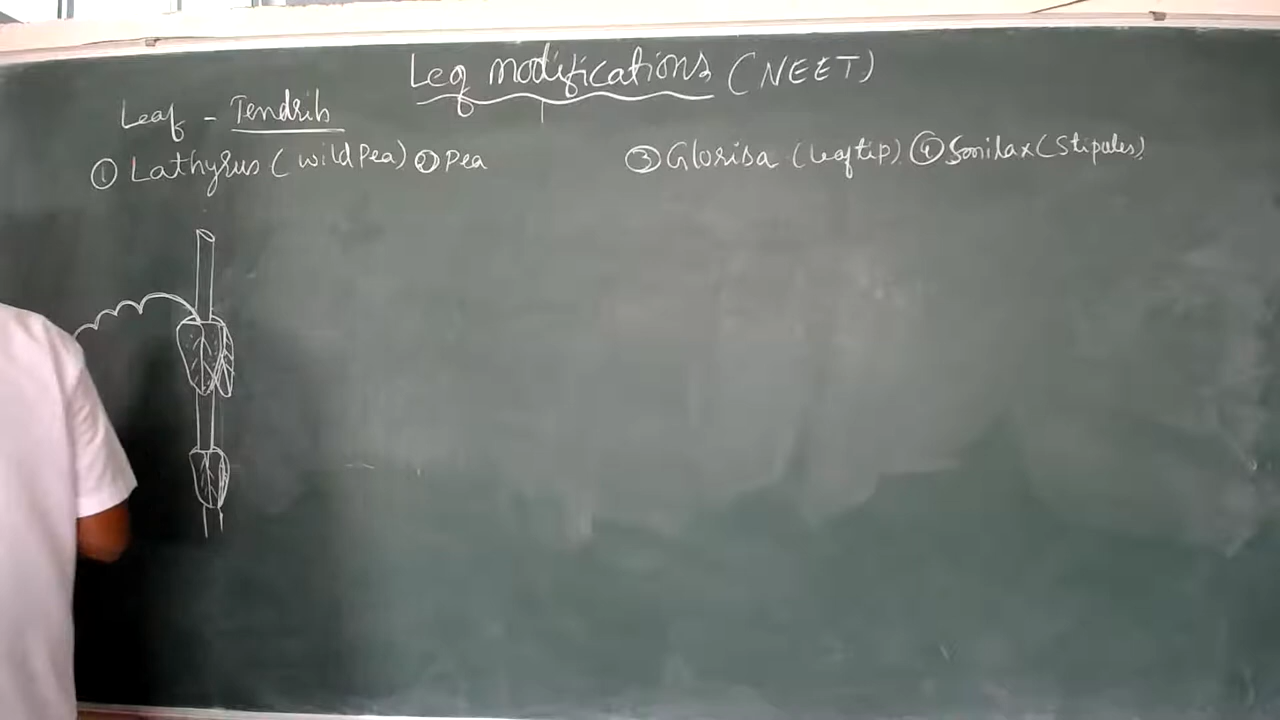 Leaf modifications (NEET)
Leaf - Tendrils
① Lathyrus (wild Pea) ② Pea ③ Glorisa (leaf tip) ④ Smilax (Stipules)